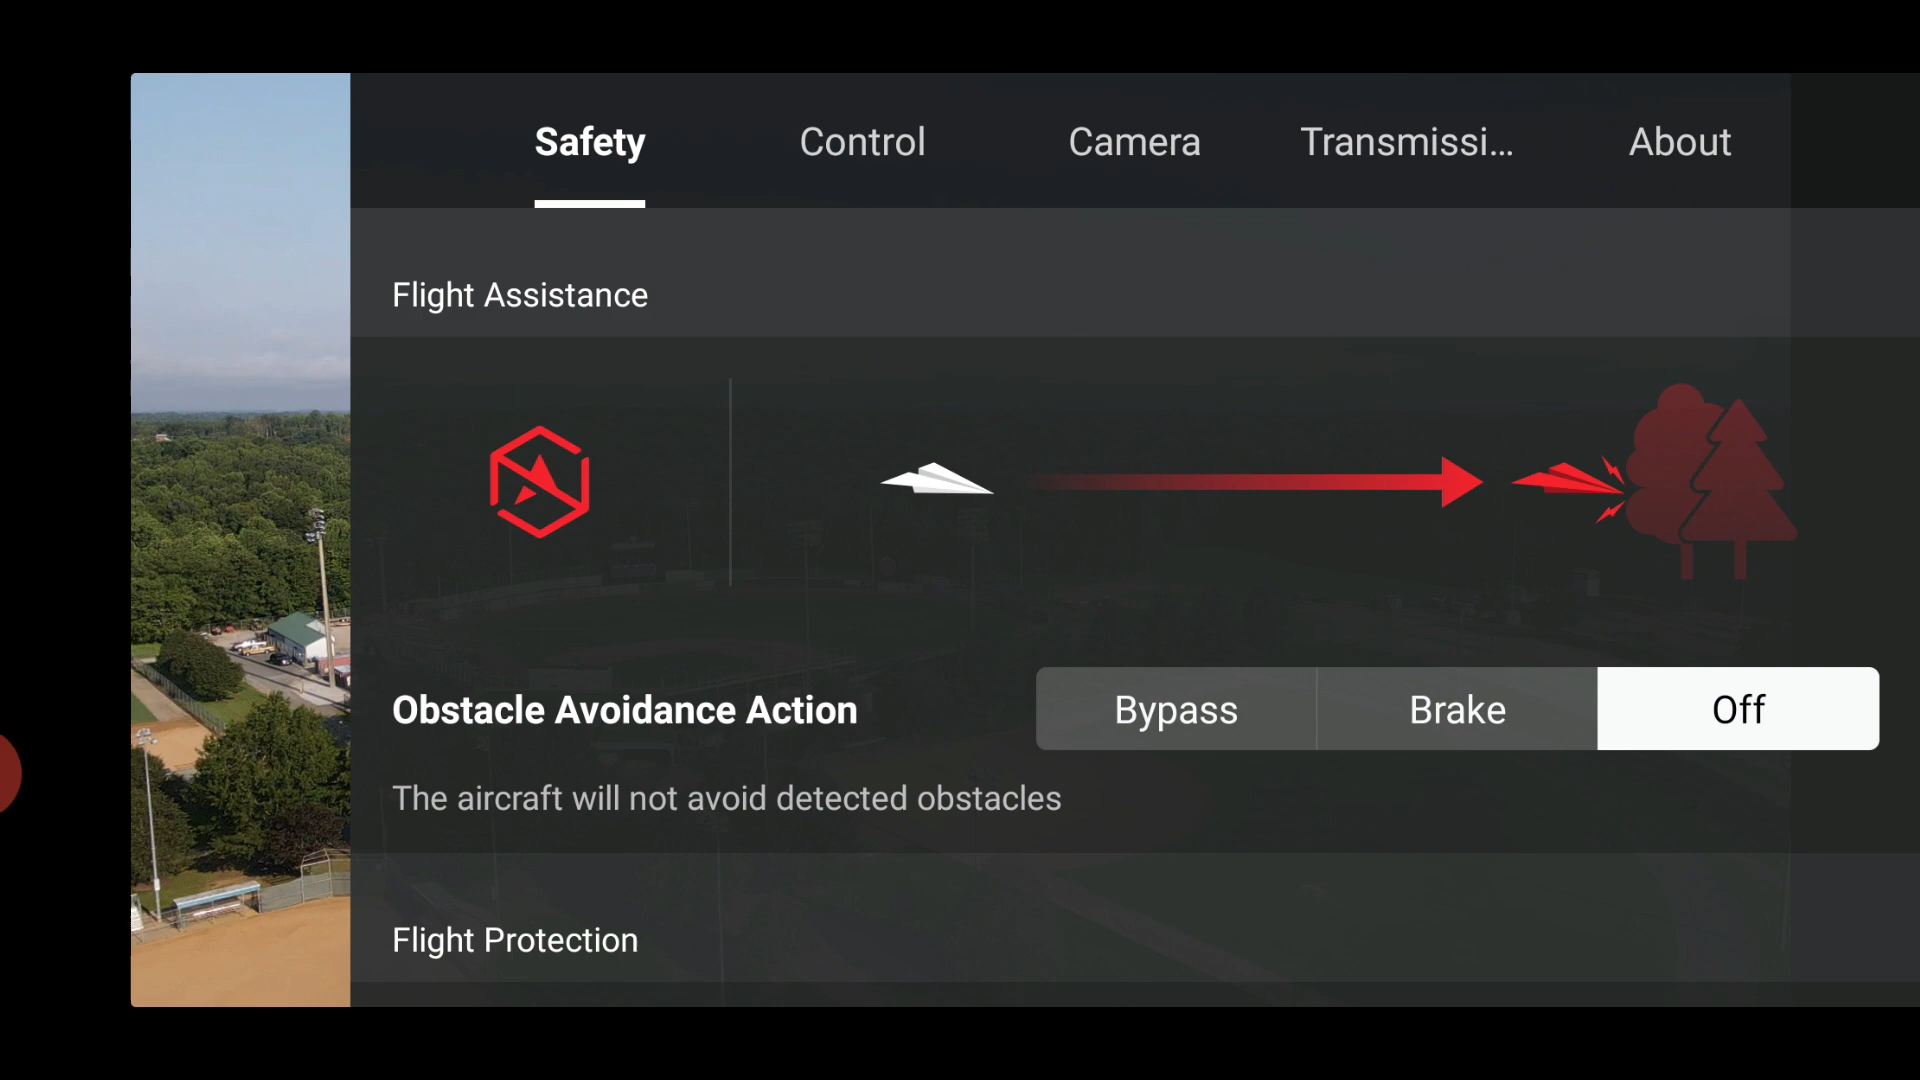 Safety Control Camera Transmissi... About
Flight Assistance
Obstacle Avoidance Action Bypass Brake Off
The aircraft will not avoid detected obstacles
Flight Protection